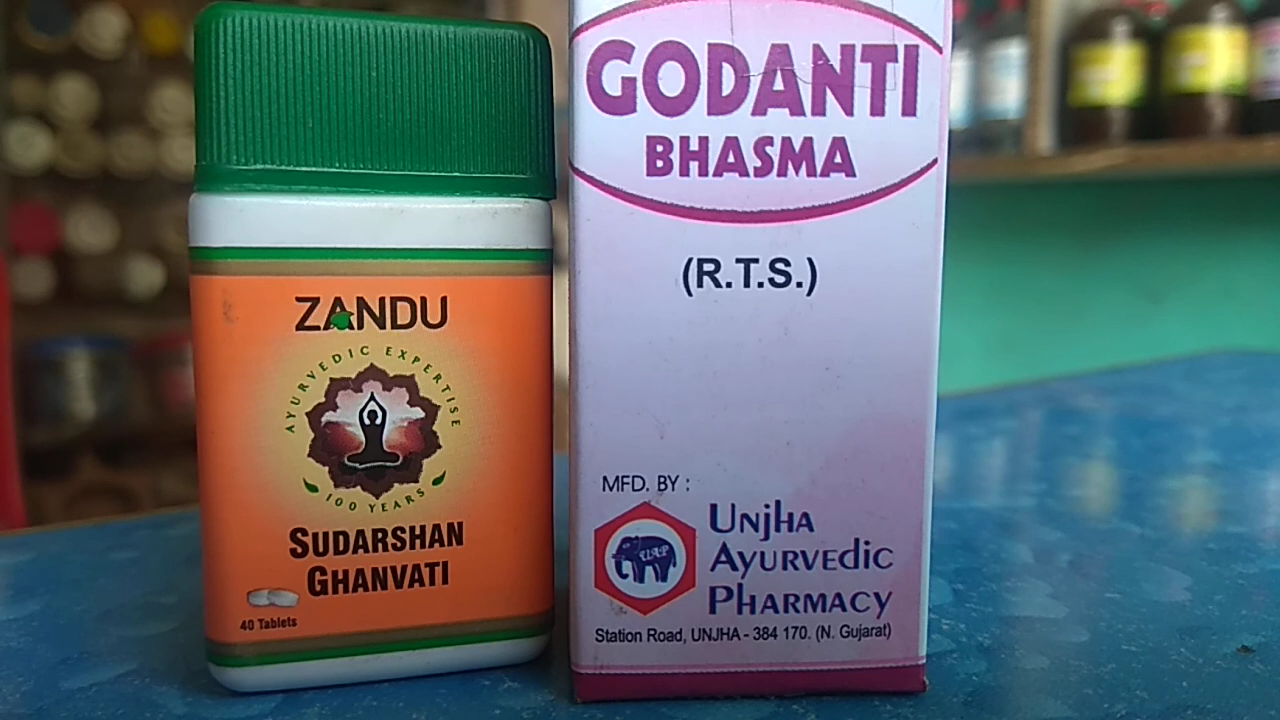 ZANDU
AYURVEDIC EXPERTISE
100 YEARS
SUDARSHAN
GHANVATI
40 Tablets
GODANTI
BHASMA
(R.T.S.)
MFD. BY :
UAP
Unjha
Ayurvedic
Pharmacy
Station Road, UNJHA - 384 170. (N. Gujarat)